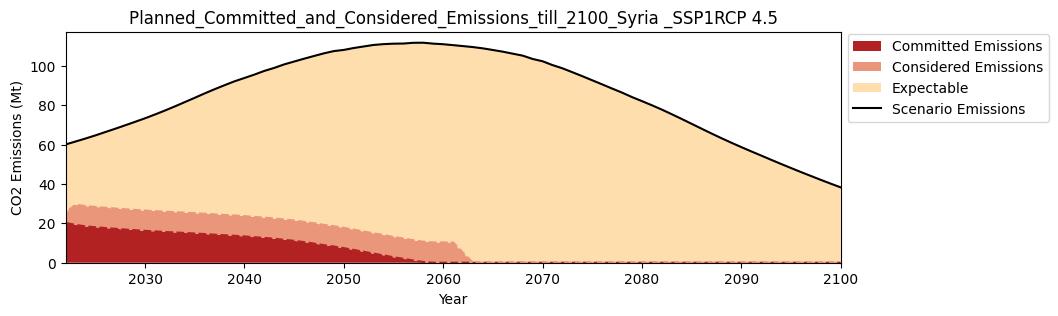 Planned_Committed_and_Considered_Emissions_till_2100_Syria _SSP1RCP 4.5
CO2 Emissions (Mt)
100
80
60
40
20
0
2030
2040
2050
2060
2070
2080
2090
2100
Year
Committed Emissions
Considered Emissions
Expectable
Scenario Emissions